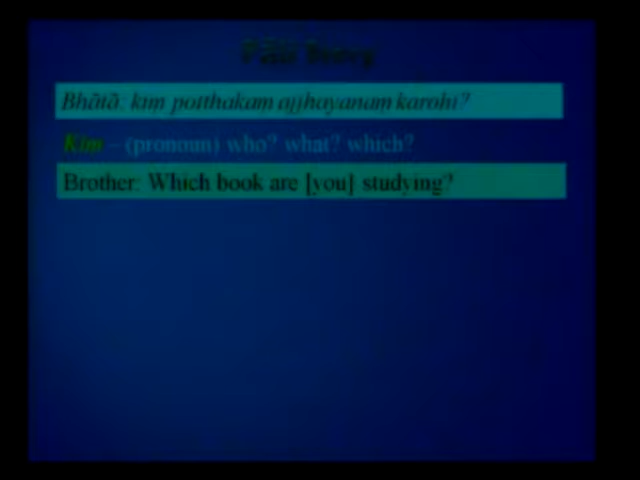 Pāli Story
Bhātā: kiṃ potthakaṃ ajjhayanaṃ karohi?
Kiṃ – (pronoun) who? what? which?
Brother: Which book are [you] studying?